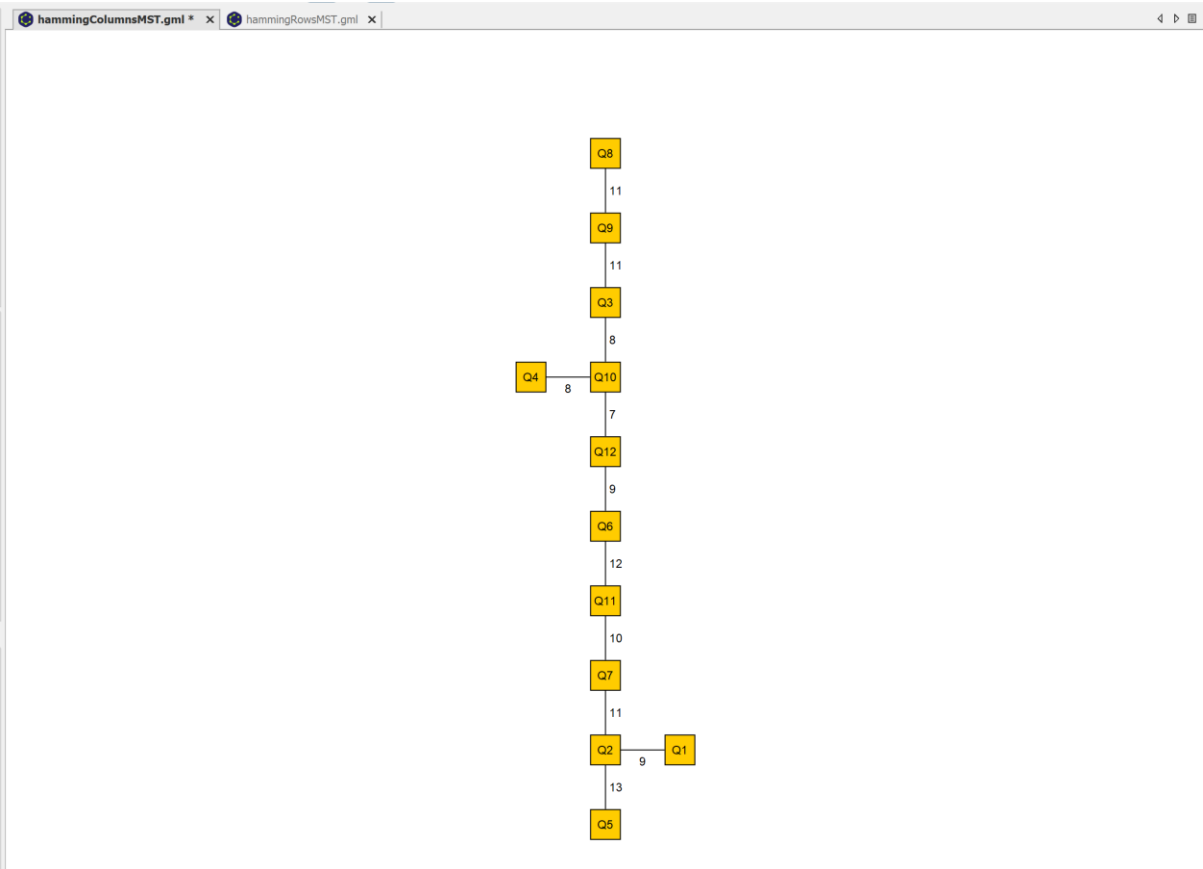 hammingColumnsMST.gml * x hammingRowsMST.gml x
Q8
11
Q9
11
Q3
8
Q4 Q10
8
7
Q12
9
Q6
12
Q11
10
Q7
11
Q2 Q1
9
13
Q5